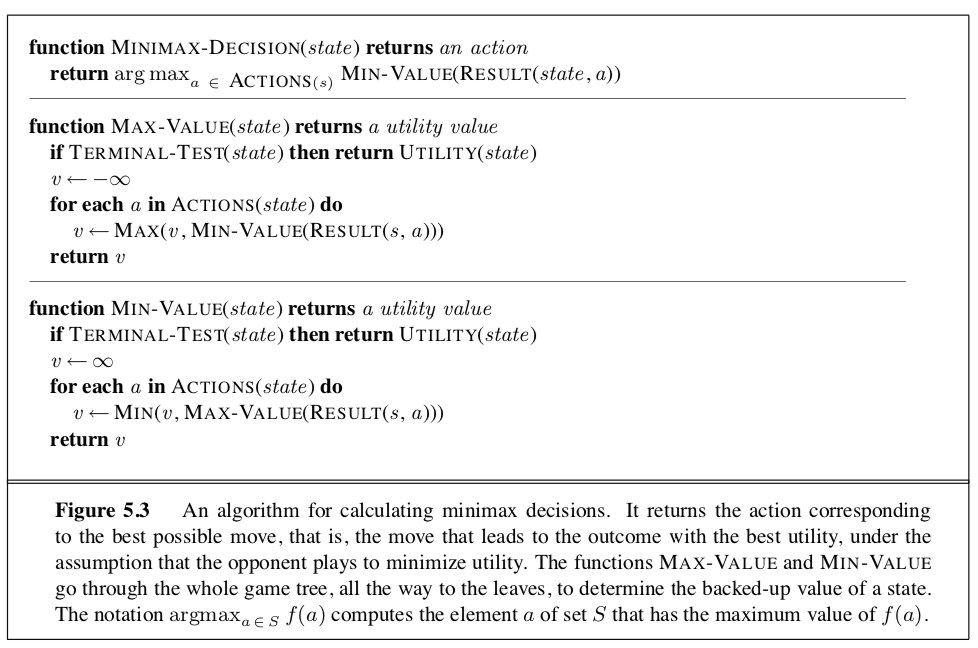 function MINIMAX-DECISION(state) returns an action
return arg max a ∈ ACTIONS(s) MIN-VALUE(RESULT(state, a))
function MAX-VALUE(state) returns a utility value
if TERMINAL-TEST(state) then return UTILITY(state)
v ← −∞
for each a in ACTIONS(state) do
v ← MAX(v, MIN-VALUE(RESULT(s, a)))
return v
function MIN-VALUE(state) returns a utility value
if TERMINAL-TEST(state) then return UTILITY(state)
v ← ∞
for each a in ACTIONS(state) do
v ← MIN(v, MAX-VALUE(RESULT(s, a)))
return v
Figure 5.3 An algorithm for calculating minimax decisions. It returns the action corresponding
to the best possible move, that is, the move that leads to the outcome with the best utility, under the
assumption that the opponent plays to minimize utility. The functions MAX-VALUE and MIN-VALUE
go through the whole game tree, all the way to the leaves, to determine the backed-up value of a state.
The notation argmax a ∈ S f(a) computes the element a of set S that has the maximum value of f(a).